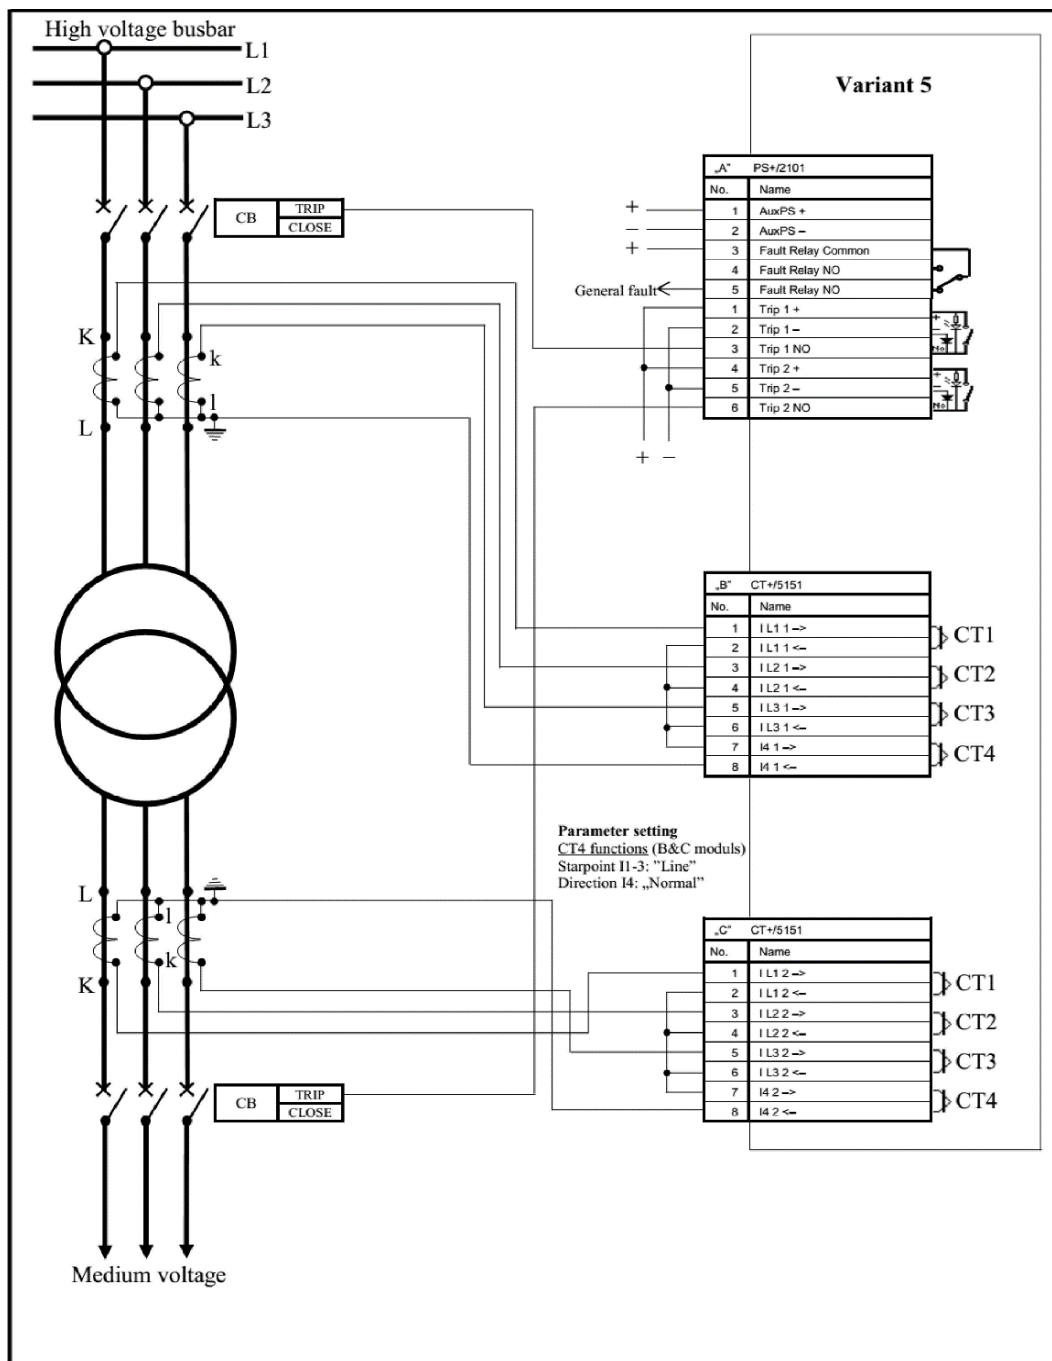 High voltage busbar
L1
L2
L3
Variant 5
„A” PS+/2101
No. Name
1 AuxPS +
2 AuxPS –
3 Fault Relay Common
4 Fault Relay NO
5 Fault Relay NO
1 Trip 1 +
2 Trip 1 –
3 Trip 1 NO
4 Trip 2 +
5 Trip 2 –
6 Trip 2 NO
+
–
+
General fault
+ –
CB TRIP
CLOSE
K
k
l
L
„B” CT+/5151
No. Name
1 I L1 1 –>
2 I L1 1 <–
3 I L2 1 –>
4 I L2 1 <–
5 I L3 1 –>
6 I L3 1 <–
7 I4 1 –>
8 I4 1 <–
CT1
CT2
CT3
CT4
Parameter setting
CT4 functions (B&C moduls)
Starpoint I1-3: ”Line”
Direction I4: „Normal”
L
l
k
K
„C” CT+/5151
No. Name
1 I L1 2 –>
2 I L1 2 <–
3 I L2 2 –>
4 I L2 2 <–
5 I L3 2 –>
6 I L3 2 <–
7 I4 2 –>
8 I4 2 <–
CT1
CT2
CT3
CT4
CB TRIP
CLOSE
Medium voltage